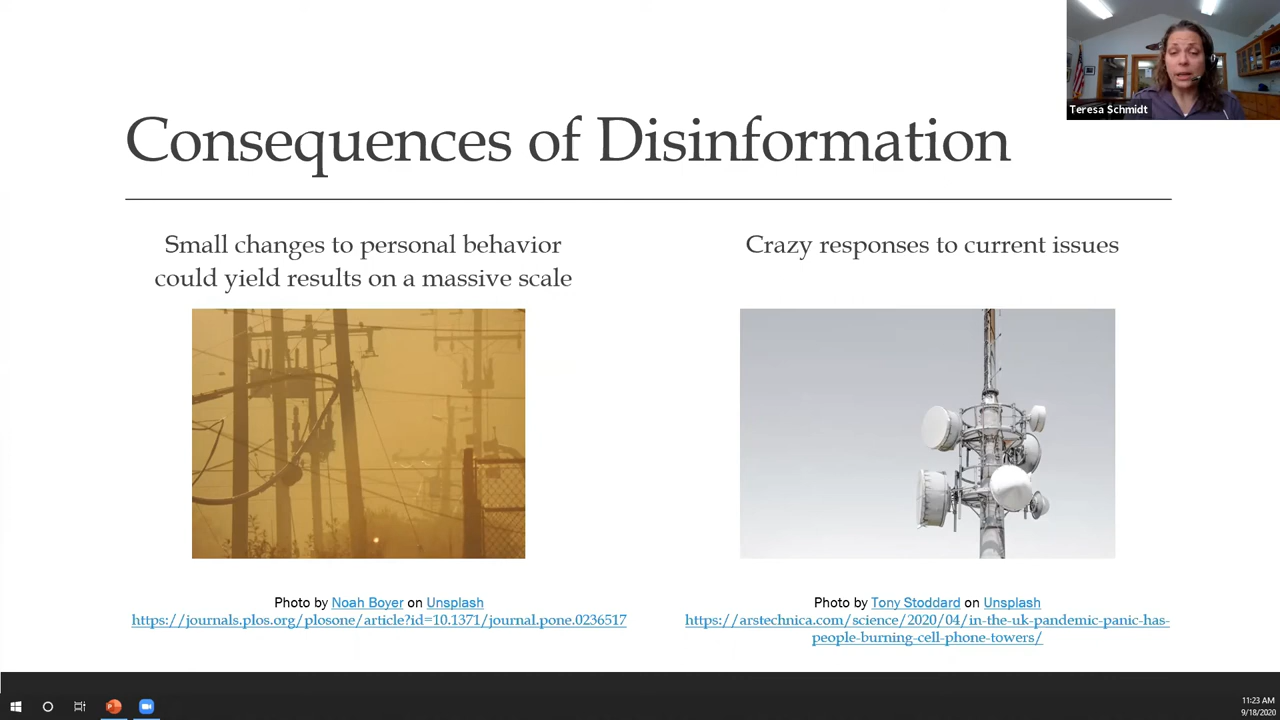 Teresa Schmidt
Consequences of Disinformation
Small changes to personal behavior
could yield results on a massive scale
Photo by Noah Boyer on Unsplash
https://journals.plos.org/plosone/article?id=10.1371/journal.pone.0236517
Crazy responses to current issues
Photo by Tony Stoddard on Unsplash
https://arstechnica.com/science/2020/04/in-the-uk-pandemic-panic-has-
people-burning-cell-phone-towers/
11:23 AM
9/18/2020